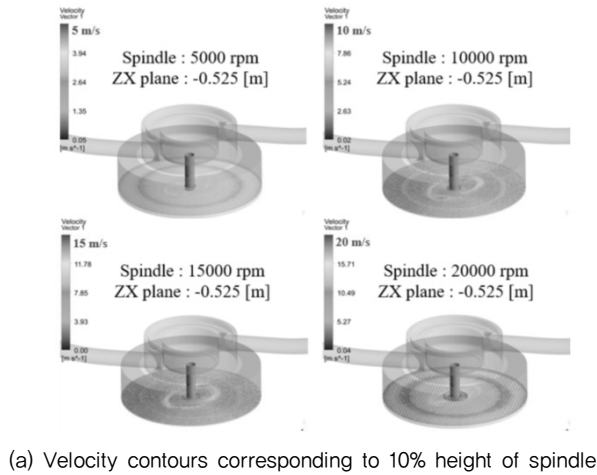 Velocity
Vector 1
5 m/s
3.94
2.64
1.35
0.05
[m s^-1]
Spindle : 5000 rpm
ZX plane : -0.525 [m]
Velocity
Vector 1
10 m/s
7.86
5.24
2.63
0.02
[m s^-1]
Spindle : 10000 rpm
ZX plane : -0.525 [m]
Velocity
Vector 1
15 m/s
11.78
7.85
3.93
0.00
[m s^-1]
Spindle : 15000 rpm
ZX plane : -0.525 [m]
Velocity
Vector 1
20 m/s
15.71
10.49
5.27
0.04
[m s^-1]
Spindle : 20000 rpm
ZX plane : -0.525 [m]
(a) Velocity contours corresponding to 10% height of spindle